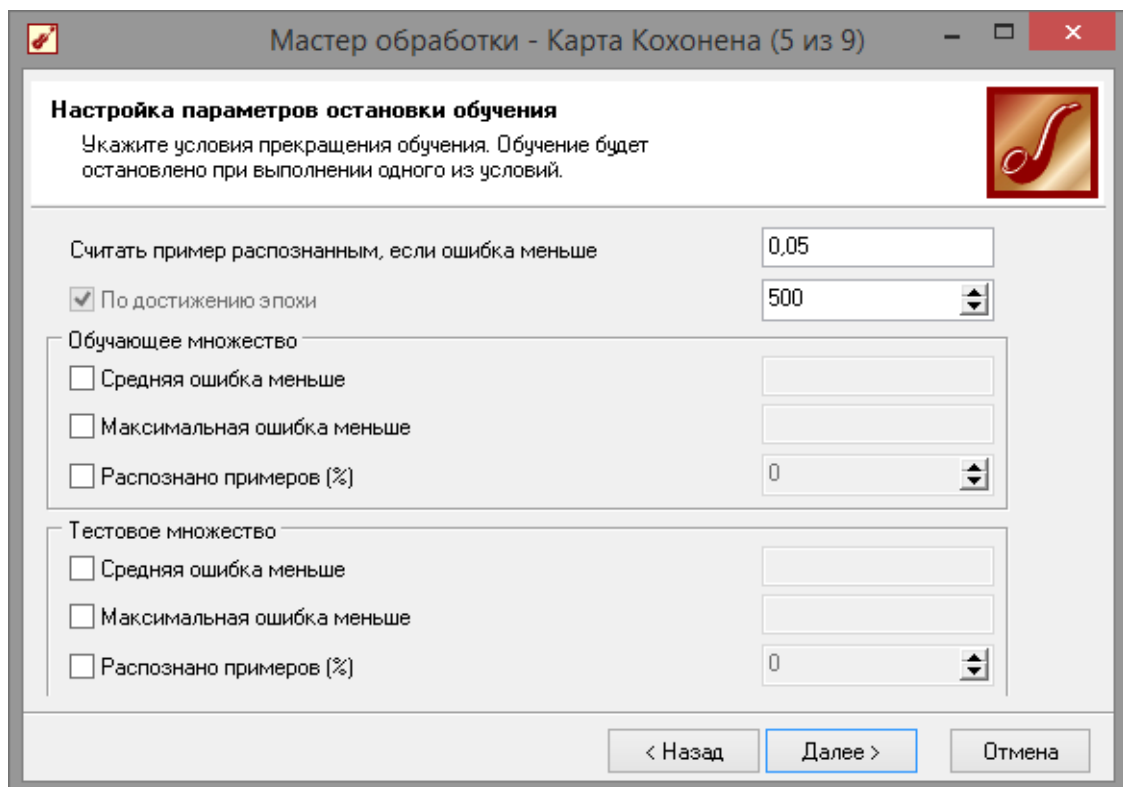 Мастер обработки - Карта Кохонена (5 из 9)
Настройка параметров остановки обучения
Укажите условия прекращения обучения. Обучение будет
остановлено при выполнении одного из условий.
Считать пример распознанным, если ошибка меньше 0,05
По достижению эпохи 500
Обучающее множество
Средняя ошибка меньше
Максимальная ошибка меньше
Распознано примеров (%) 0
Тестовое множество
Средняя ошибка меньше
Максимальная ошибка меньше
Распознано примеров (%) 0
< Назад Далее > Отмена